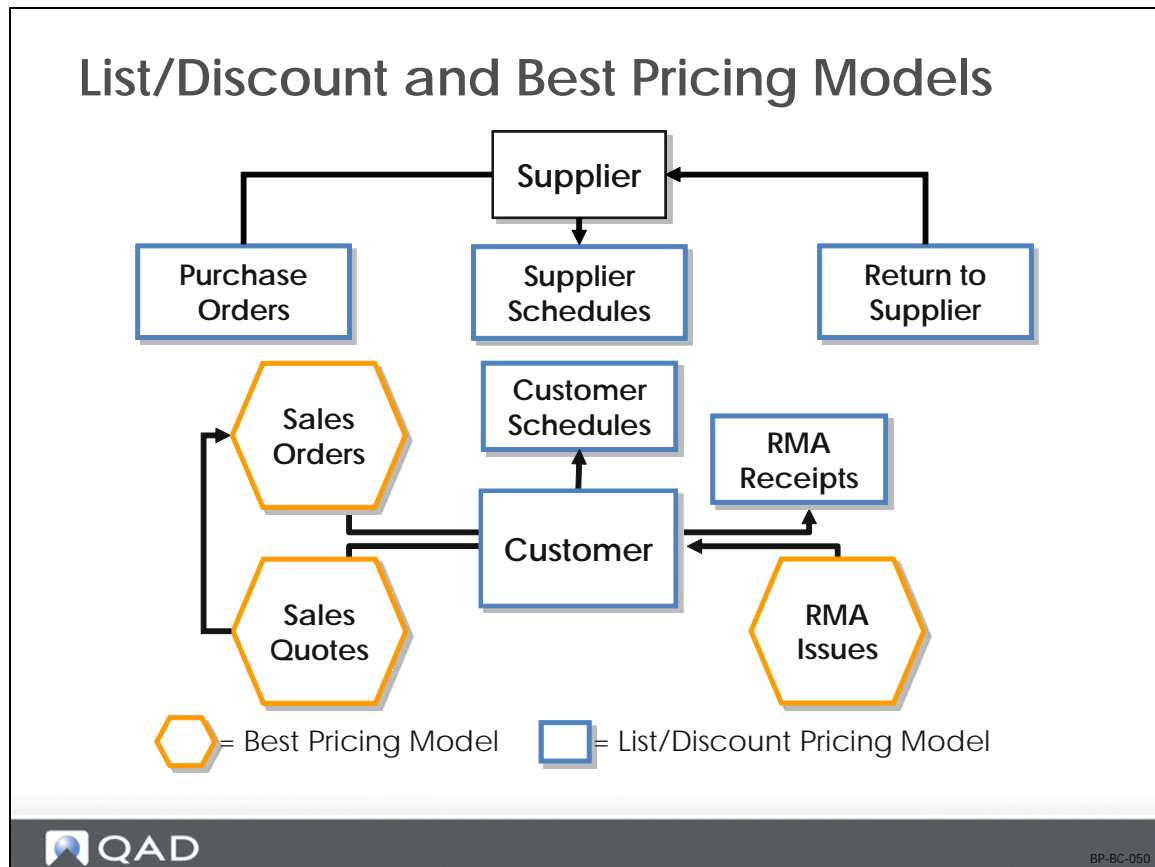 List/Discount and Best Pricing Models
Supplier
Purchase
Orders
Supplier
Schedules
Return to
Supplier
Sales
Orders
Customer
Schedules
RMA
Receipts
Customer
Sales
Quotes
RMA
Issues
= Best Pricing Model
= List/Discount Pricing Model
QAD
BP-BC-050